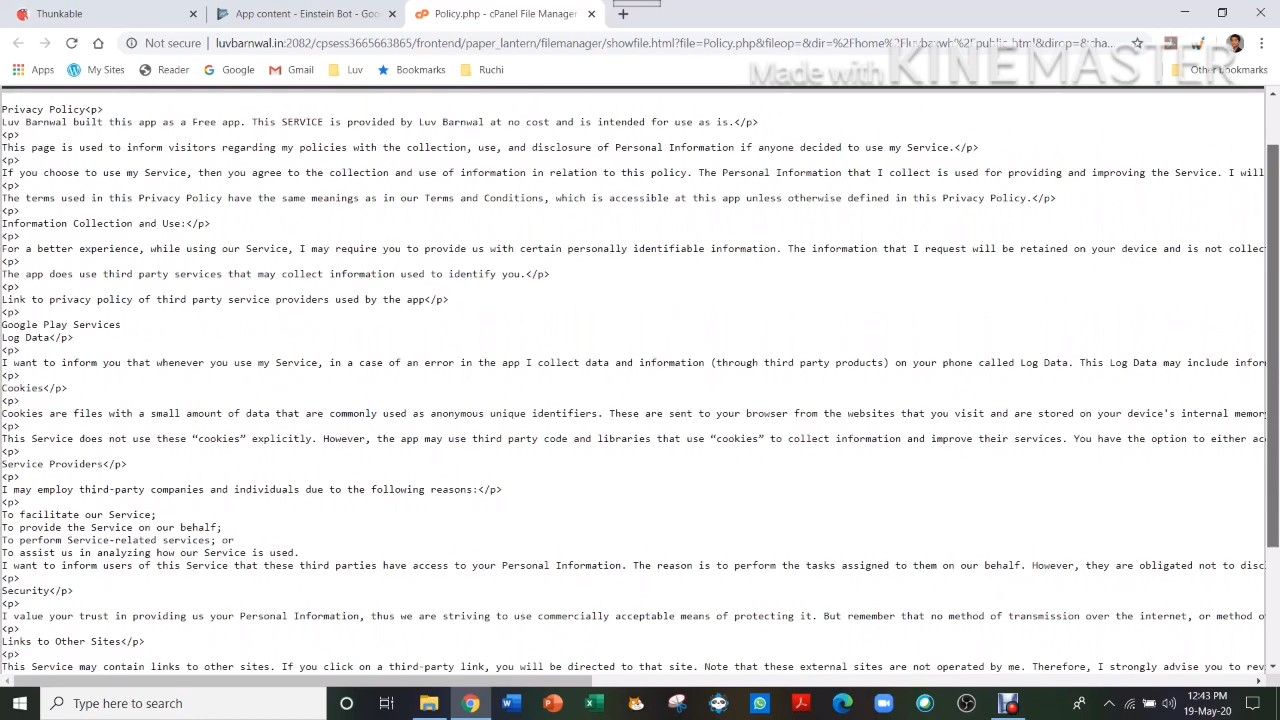 Thunkable
App content - Einstein Bot - Goo
Policy.php - cPanel File Manager
Not secure
luvbarnwal.in:2082/cpsess3665663865/frontend/paper_lantern/filemanager/showfile.html?file=Policy.php&fileop=&dir=%2Fhome%2Fluvbaxwh%2Fpublic_html&dirop=&cha...
Apps My Sites Reader Google Gmail Luv Bookmarks Ruchi Other bookmarks
Made with KINEMASTER
Privacy Policy<p>
Luv Barnwal built this app as a Free app. This SERVICE is provided by Luv Barnwal at no cost and is intended for use as is.</p>
<p>
This page is used to inform visitors regarding my policies with the collection, use, and disclosure of Personal Information if anyone decided to use my Service.</p>
<p>
If you choose to use my Service, then you agree to the collection and use of information in relation to this policy. The Personal Information that I collect is used for providing and improving the Service. I will
<p>
The terms used in this Privacy Policy have the same meanings as in our Terms and Conditions, which is accessible at this app unless otherwise defined in this Privacy Policy.</p>
<p>
Information Collection and Use:</p>
<p>
For a better experience, while using our Service, I may require you to provide us with certain personally identifiable information. The information that I request will be retained on your device and is not collec
<p>
The app does use third party services that may collect information used to identify you.</p>
<p>
Link to privacy policy of third party service providers used by the app</p>
<p>
Google Play Services
Log Data</p>
<p>
I want to inform you that whenever you use my Service, in a case of an error in the app I collect data and information (through third party products) on your phone called Log Data. This Log Data may include infor
<p>
Cookies</p>
<p>
Cookies are files with a small amount of data that are commonly used as anonymous unique identifiers. These are sent to your browser from the websites that you visit and are stored on your device's internal memory
<p>
This Service does not use these “cookies” explicitly. However, the app may use third party code and libraries that use “cookies” to collect information and improve their services. You have the option to either acc
<p>
Service Providers</p>
<p>
I may employ third-party companies and individuals due to the following reasons:</p>
<p>
To facilitate our Service;
To provide the Service on our behalf;
To perform Service-related services; or
To assist us in analyzing how our Service is used.
I want to inform users of this Service that these third parties have access to your Personal Information. The reason is to perform the tasks assigned to them on our behalf. However, they are obligated not to disc
<p>
Security</p>
<p>
I value your trust in providing us your Personal Information, thus we are striving to use commercially acceptable means of protecting it. But remember that no method of transmission over the internet, or method o
<p>
Links to Other Sites</p>
<p>
This Service may contain links to other sites. If you click on a third-party link, you will be directed to that site. Note that these external sites are not operated by me. Therefore, I strongly advise you to rev
Type here to search
12:43 PM
19-May-20